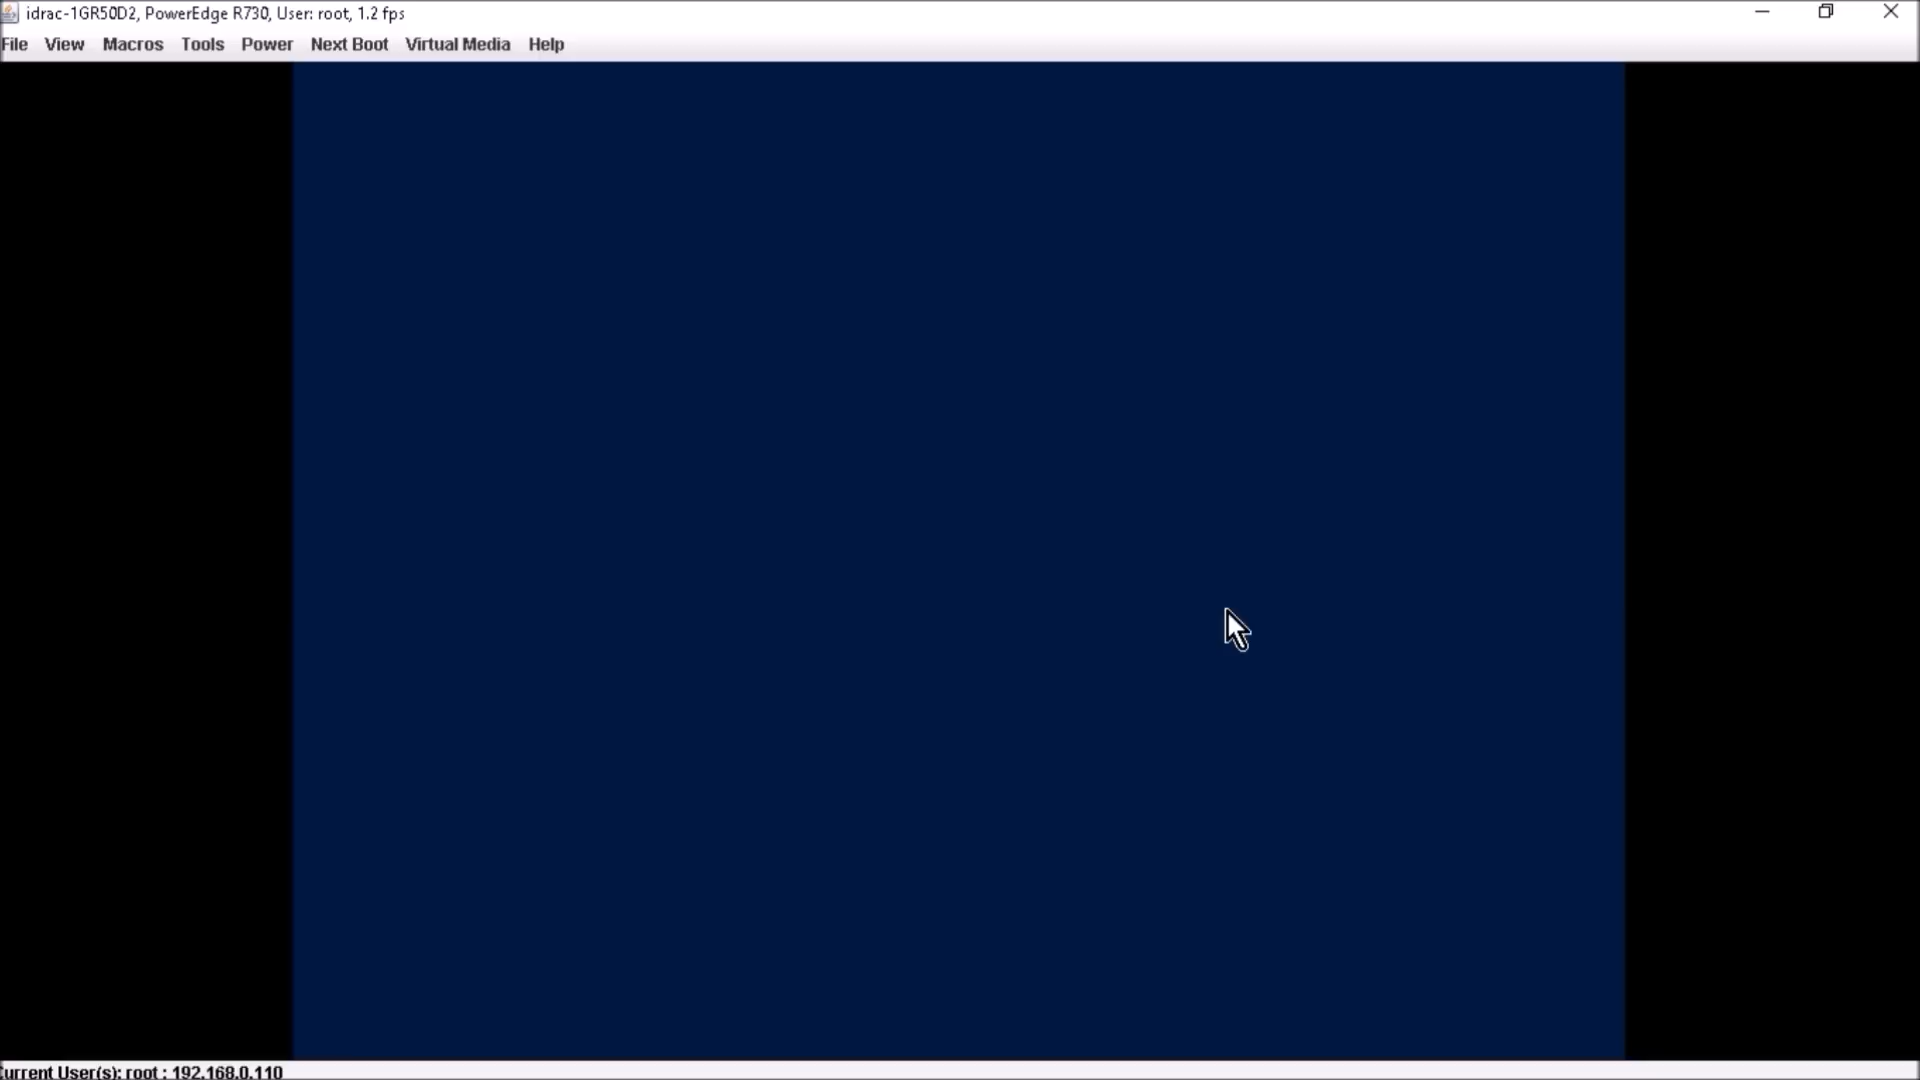 idrac-1GR50D2, PowerEdge R730, User: root, 1.2 fps
File View Macros Tools Power Next Boot Virtual Media Help
urrent User(s): root : 192.168.0.110